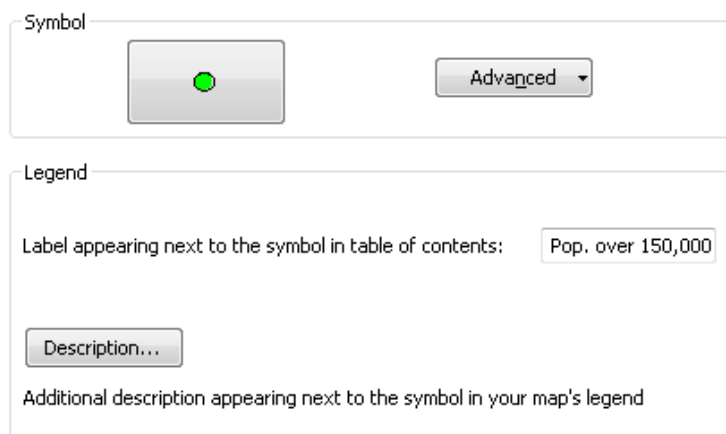 Symbol
Advanced
Legend
Label appearing next to the symbol in table of contents:
Pop. over 150,000
Description...
Additional description appearing next to the symbol in your map's legend